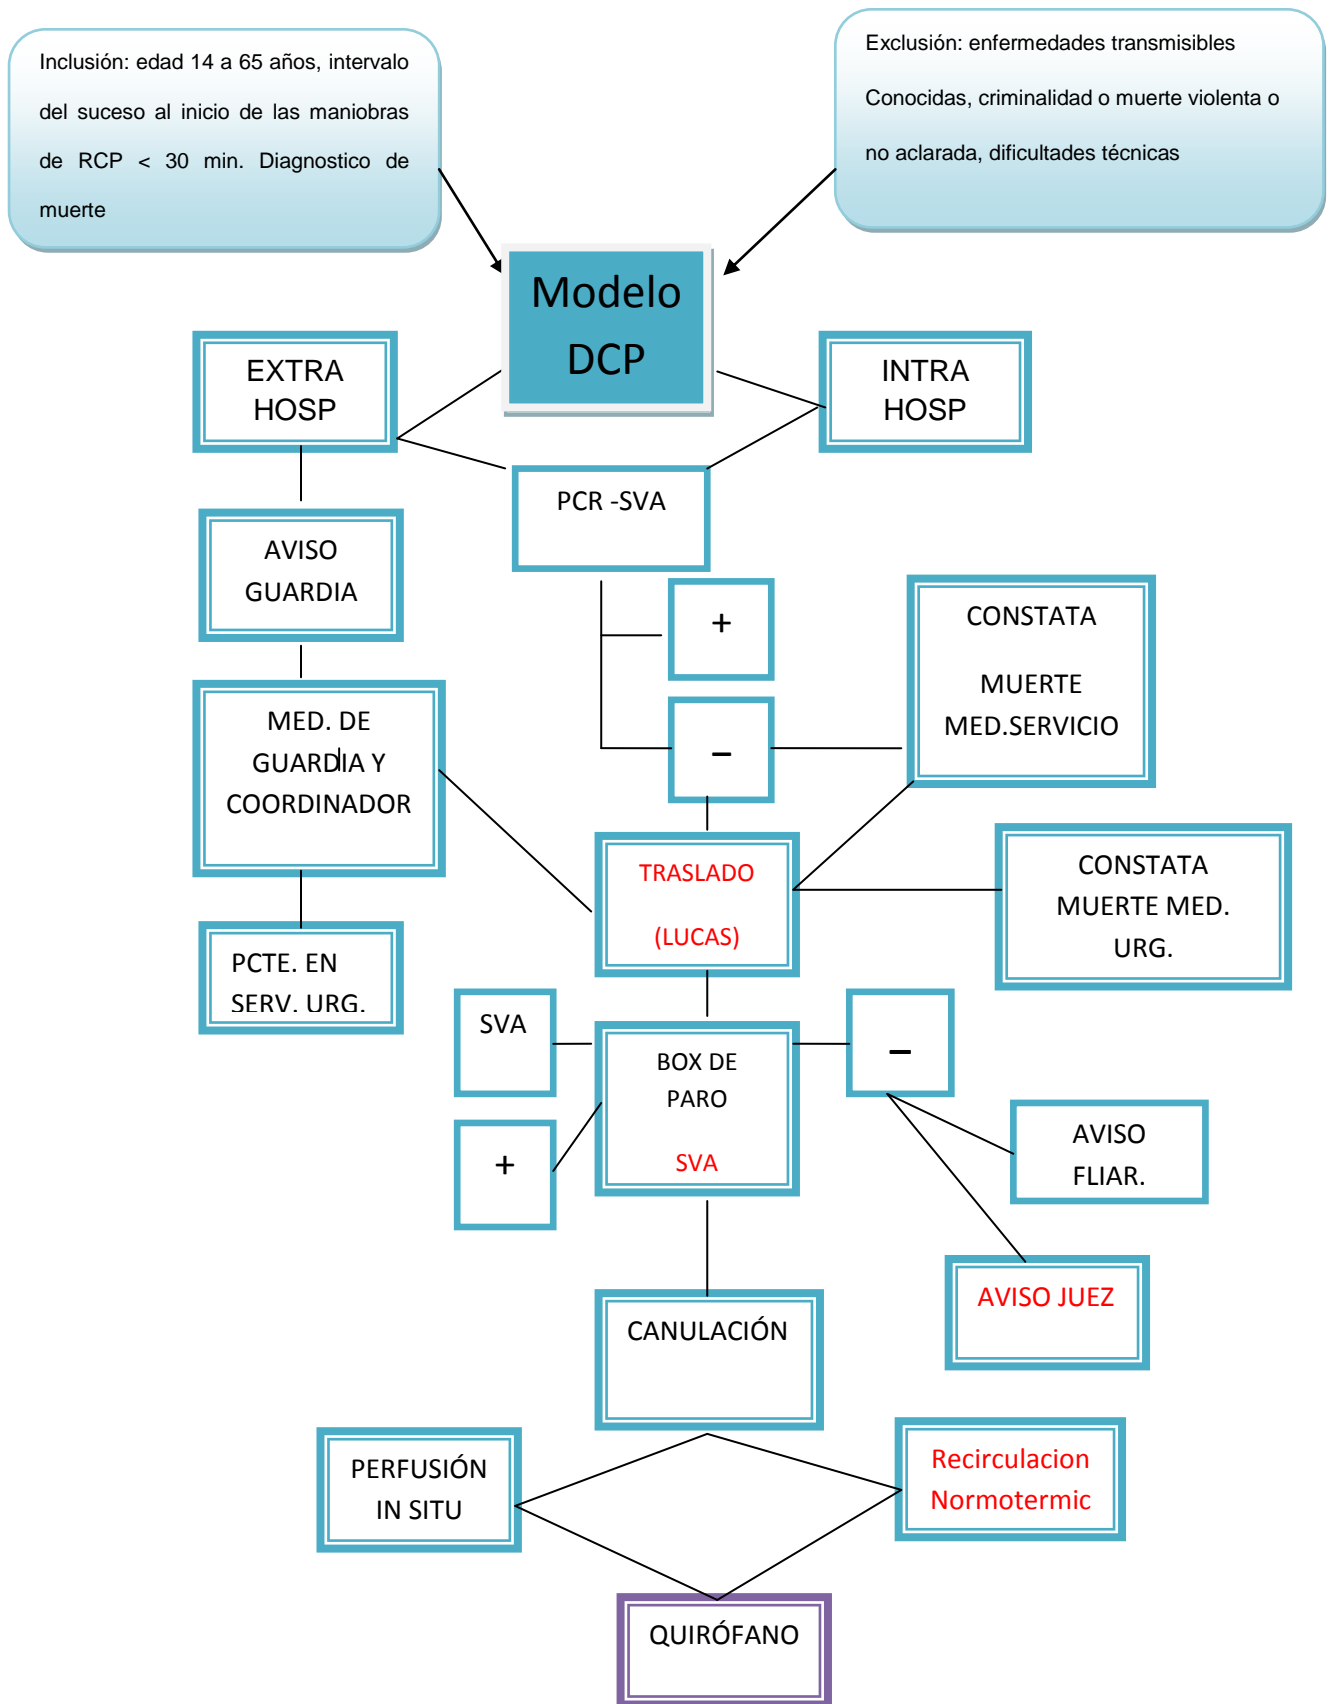 Inclusión: edad 14 a 65 años, intervalo
del suceso al inicio de las maniobras
de RCP < 30 min. Diagnostico de
muerte
Exclusión: enfermedades transmisibles
Conocidas, criminalidad o muerte violenta o
no aclarada, dificultades técnicas
Modelo
DCP
EXTRA
HOSP
INTRA
HOSP
PCR -SVA
AVISO
GUARDIA
+
CONSTATA
MUERTE
MED.SERVICIO
MED. DE
GUARDIA Y
COORDINADOR
–
TRASLADO
(LUCAS)
CONSTATA
MUERTE MED.
URG.
PCTE. EN
SERV. URG.
SVA
BOX DE
PARO
SVA
–
+
AVISO
FLIAR.
AVISO JUEZ
CANULACIÓN
PERFUSIÓN
IN SITU
Recirculacion
Normotermic
QUIRÓFANO